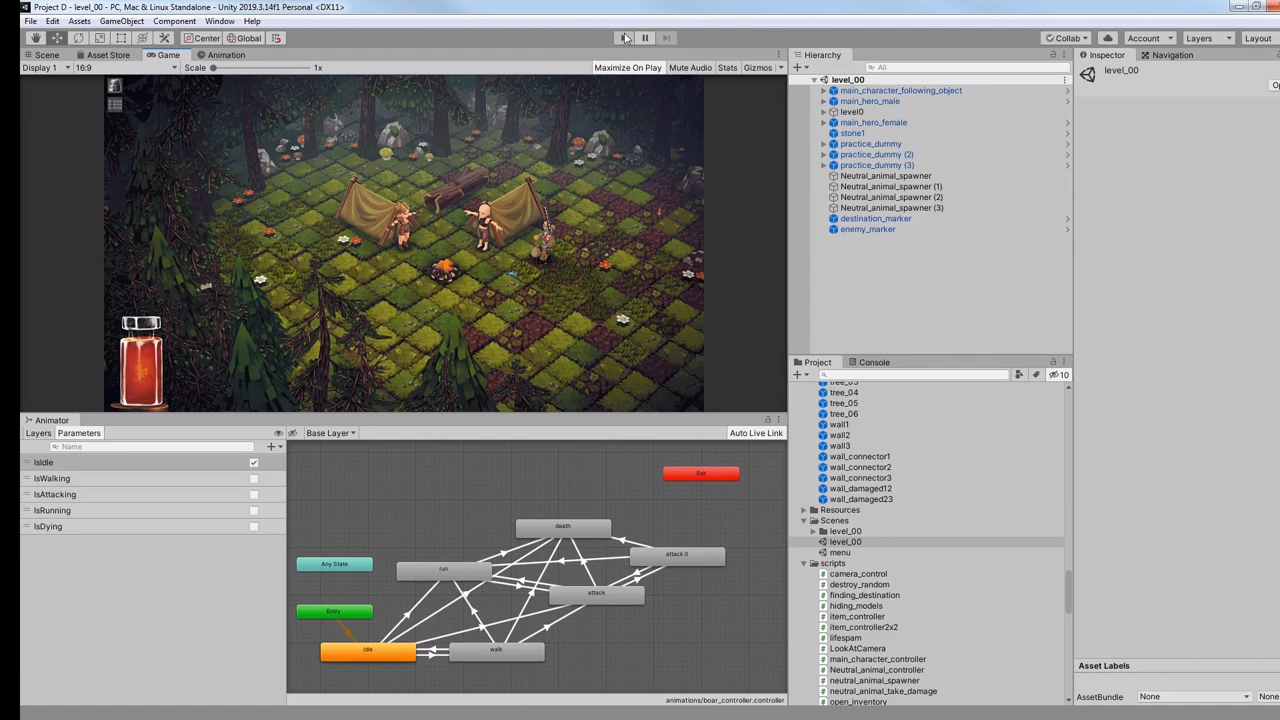 Project D - level_00 - PC, Mac & Linux Standalone - Unity 2019.3.14f1 Personal <DX11>
File Edit Assets GameObject Component Window Help
Center Global Collab Account Layers Layout
Scene Asset Store Game Animation
Display 1 16:9 Scale 1x Maximize On Play Mute Audio Stats Gizmos
Hierarchy
All
level_00
main_character_following_object
main_hero_male
level0
main_hero_female
stone1
practice_dummy
practice_dummy (2)
practice_dummy (3)
Neutral_animal_spawner
Neutral_animal_spawner (1)
Neutral_animal_spawner (2)
Neutral_animal_spawner (3)
destination_marker
enemy_marker
Inspector Navigation
level_00
Project Console
10
tree_03
tree_04
tree_05
tree_06
wall1
wall2
wall3
wall_connector1
wall_connector2
wall_connector3
wall_damaged12
wall_damaged23
Resources
Scenes
level_00
level_00
menu
scripts
camera_control
destroy_random
finding_destination
hiding_models
item_controller
item_controller2x2
lifespam
LookAtCamera
main_character_controller
Neutral_animal_controller
neutral_animal_spawner
neutral_animal_take_damage
open_inventory
Animator
Layers Parameters Base Layer Auto Live Link
Name
IsIdle
IsWalking
IsAttacking
IsRunning
IsDying
Exit
death
attack 0
Any State
run
attack
Entry
idle
walk
animations/boar_controller.controller
Asset Labels
AssetBundle None None